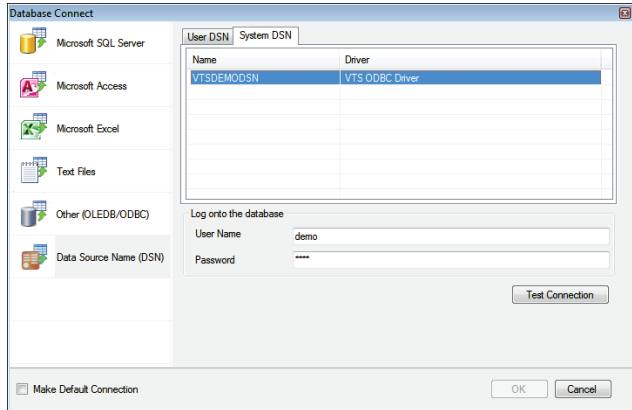 Database Connect
Microsoft SQL Server
Microsoft Access
Microsoft Excel
Text Files
Other (OLEDB/ODBC)
Data Source Name (DSN)
User DSN System DSN
Name Driver
VTSDEMODSN VTS ODBC Driver
Log onto the database
User Name demo
Password ****
Test Connection
Make Default Connection
OK Cancel